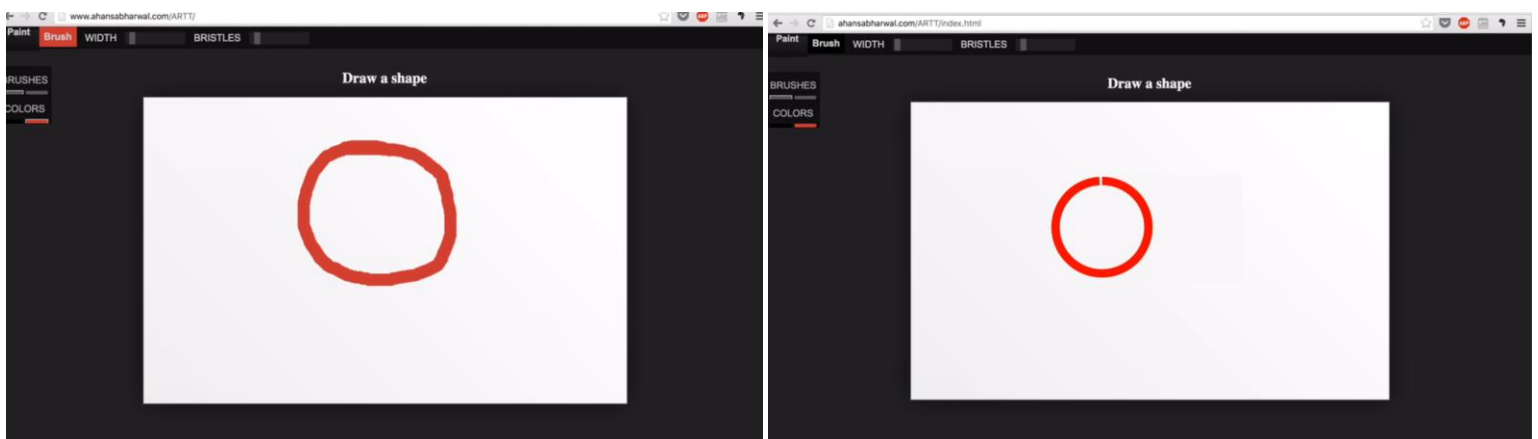 www.ahansabharwal.com/ARTT/
Paint Brush WIDTH BRISTLES
BRUSHES
COLORS
Draw a shape
ahansabharwal.com/ARTT/index.html
Paint Brush WIDTH BRISTLES
BRUSHES
COLORS
Draw a shape